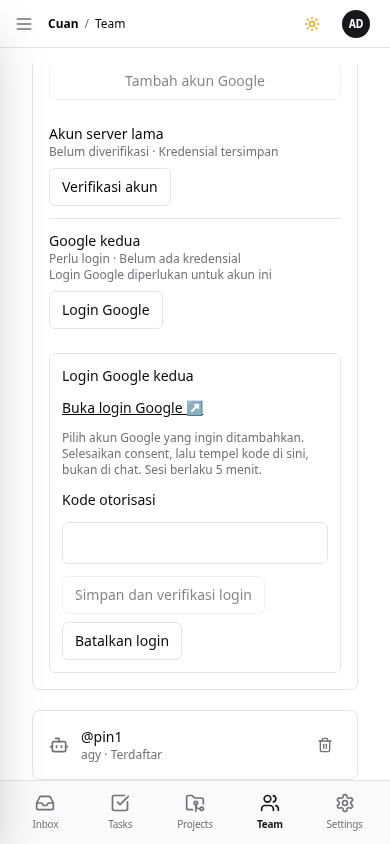 Cuan / Team
AD
Tambah akun Google
Akun server lama
Belum diverifikasi · Kredensial tersimpan
Verifikasi akun
Google kedua
Perlu login · Belum ada kredensial
Login Google diperlukan untuk akun ini
Login Google
Login Google kedua
Buka login Google ↗
Pilih akun Google yang ingin ditambahkan.
Selesaikan consent, lalu tempel kode di sini,
bukan di chat. Sesi berlaku 5 menit.
Kode otorisasi
Simpan dan verifikasi login
Batalkan login
@pin1
agy · Terdaftar
Inbox
Tasks
Projects
Team
Settings